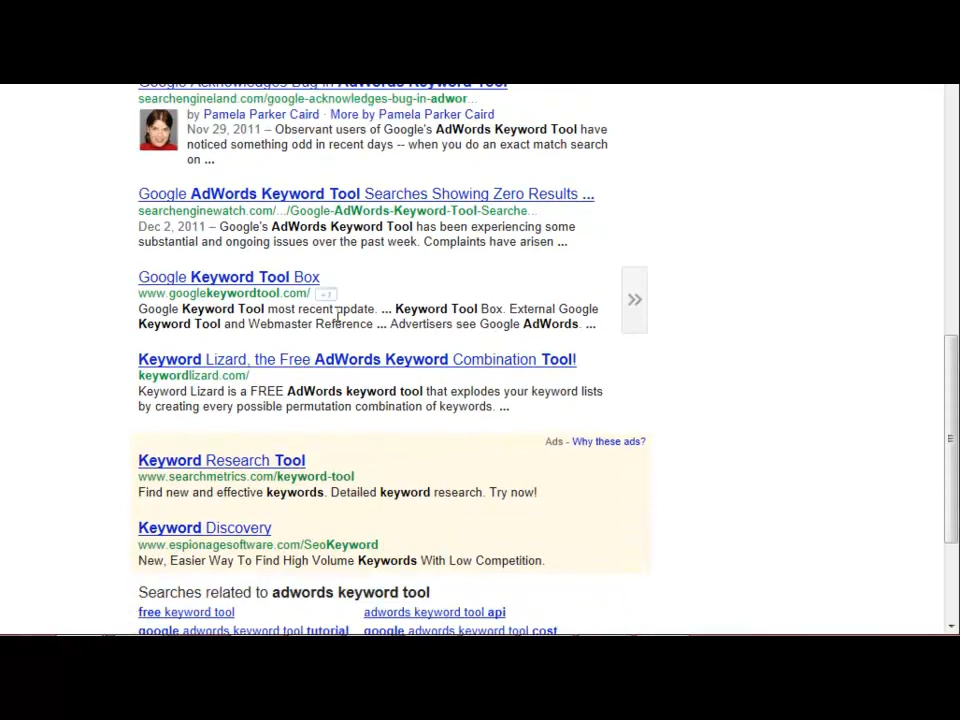 Google Acknowledges Bug in AdWords Keyword Tool
searchengineland.com/google-acknowledges-bug-in-adwor...
by Pamela Parker Caird · More by Pamela Parker Caird
Nov 29, 2011 – Observant users of Google's AdWords Keyword Tool have
noticed something odd in recent days -- when you do an exact match search
on ...
Google AdWords Keyword Tool Searches Showing Zero Results ...
searchenginewatch.com/.../Google-AdWords-Keyword-Tool-Searche...
Dec 2, 2011 – Google's AdWords Keyword Tool has been experiencing some
substantial and ongoing issues over the past week. Complaints have arisen ...
Google Keyword Tool Box
www.googlekeywordtool.com/ +1
Google Keyword Tool most recent update. ... Keyword Tool Box. External Google
Keyword Tool and Webmaster Reference ... Advertisers see Google AdWords. ...
Keyword Lizard, the Free AdWords Keyword Combination Tool!
keywordlizard.com/
Keyword Lizard is a FREE AdWords keyword tool that explodes your keyword lists
by creating every possible permutation combination of keywords. ...
Ads - Why these ads?
Keyword Research Tool
www.searchmetrics.com/keyword-tool
Find new and effective keywords. Detailed keyword research. Try now!
Keyword Discovery
www.espionagesoftware.com/SeoKeyword
New, Easier Way To Find High Volume Keywords With Low Competition.
Searches related to adwords keyword tool
free keyword tool adwords keyword tool api
google adwords keyword tool tutorial google adwords keyword tool cost